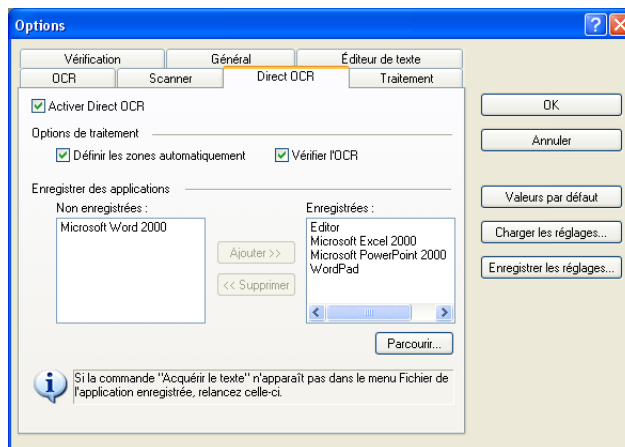 Options
Vérification Général Éditeur de texte
OCR Scanner Direct OCR Traitement
Activer Direct OCR
Options de traitement
Définir les zones automatiquement Vérifier l'OCR
Enregistrer des applications
Non enregistrées : Enregistrées :
Microsoft Word 2000
Ajouter >>
<< Supprimer
Editor
Microsoft Excel 2000
Microsoft PowerPoint 2000
WordPad
Parcourir...
Si la commande "Acquérir le texte" n'apparaît pas dans le menu Fichier de
l'application enregistrée, relancez celle-ci.
OK
Annuler
Valeurs par défaut
Charger les réglages...
Enregistrer les réglages...